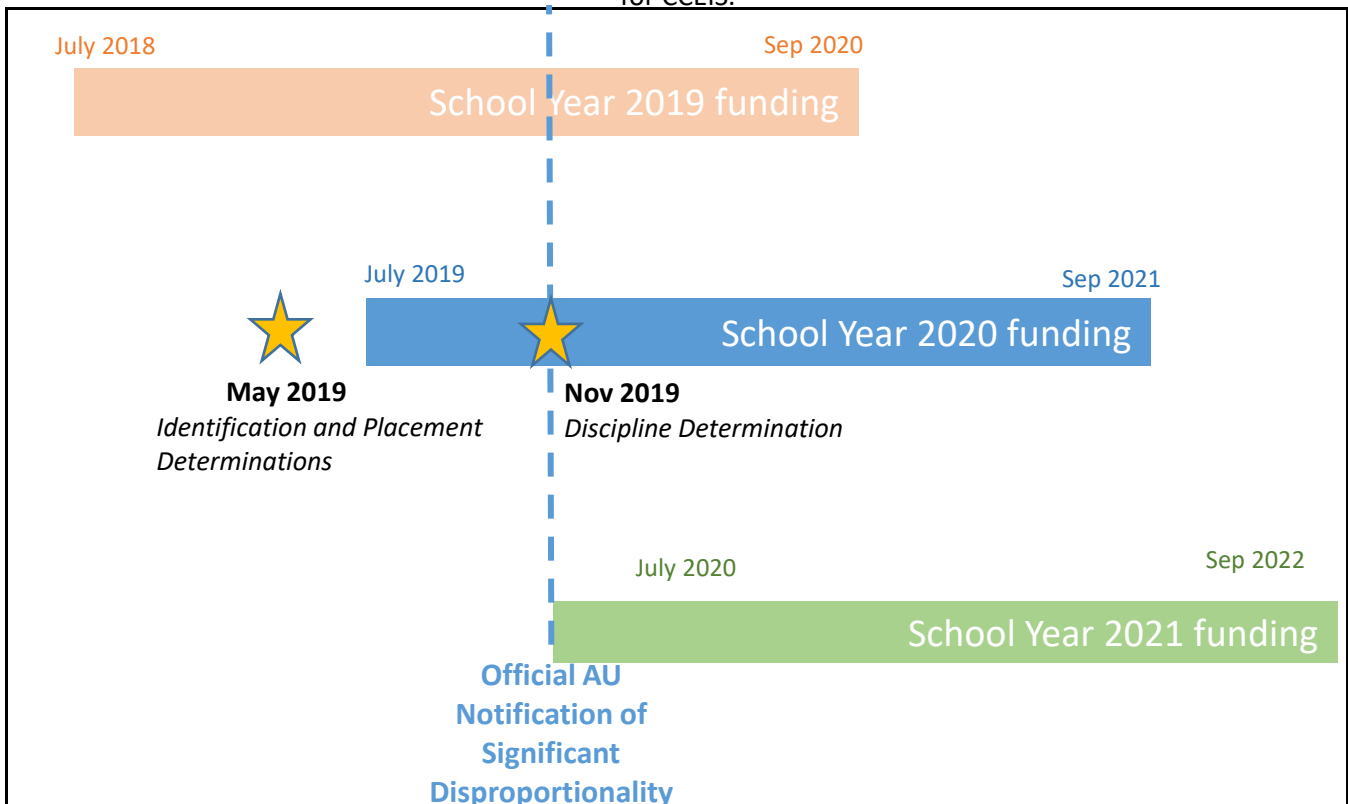 for CCEIS.
July 2018
Sep 2020
School Year 2019 funding
July 2019
Sep 2021
School Year 2020 funding
May 2019
Identification and Placement
Determinations
Nov 2019
Discipline Determination
July 2020
Sep 2022
School Year 2021 funding
Official AU
Notification of
Significant
Disproportionality